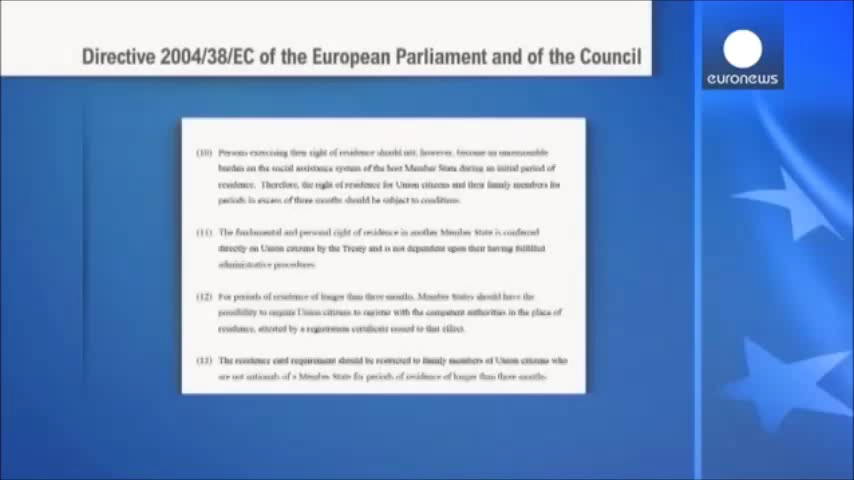 Directive 2004/38/EC of the European Parliament and of the Council
euronews
(10) Persons exercising their right of residence should not, however, become an unreasonable
burden on the social assistance system of the host Member State during an initial period of
residence. Therefore, the right of residence for Union citizens and their family members for
periods in excess of three months should be subject to conditions.
(11) The fundamental and personal right of residence in another Member State is conferred
directly on Union citizens by the Treaty and is not dependent upon their having fulfilled
administrative procedures.
(12) For periods of residence of longer than three months, Member States should have the
possibility to require Union citizens to register with the competent authorities in the place of
residence, attested by a registration certificate issued to that effect.
(13) The residence card requirement should be restricted to family members of Union citizens who
are not nationals of a Member State for periods of residence of longer than three months.